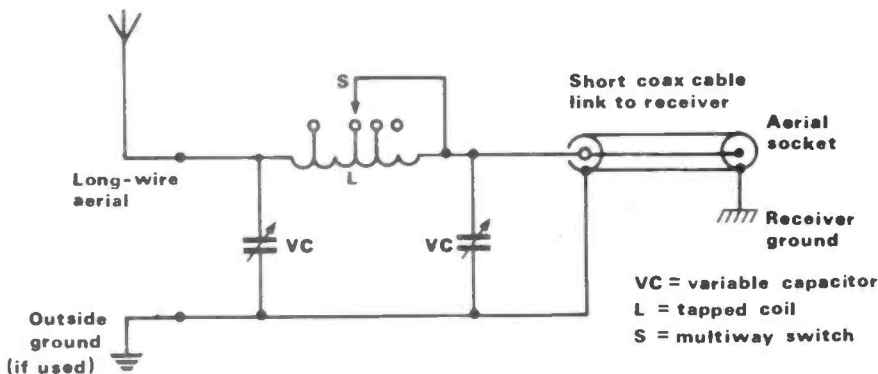 S
Short coax cable
link to receiver
Aerial
socket
Long-wire
aerial
L
VC
VC
Receiver
ground
Outside
ground
(if used)
VC = variable capacitor
L = tapped coil
S = multiway switch